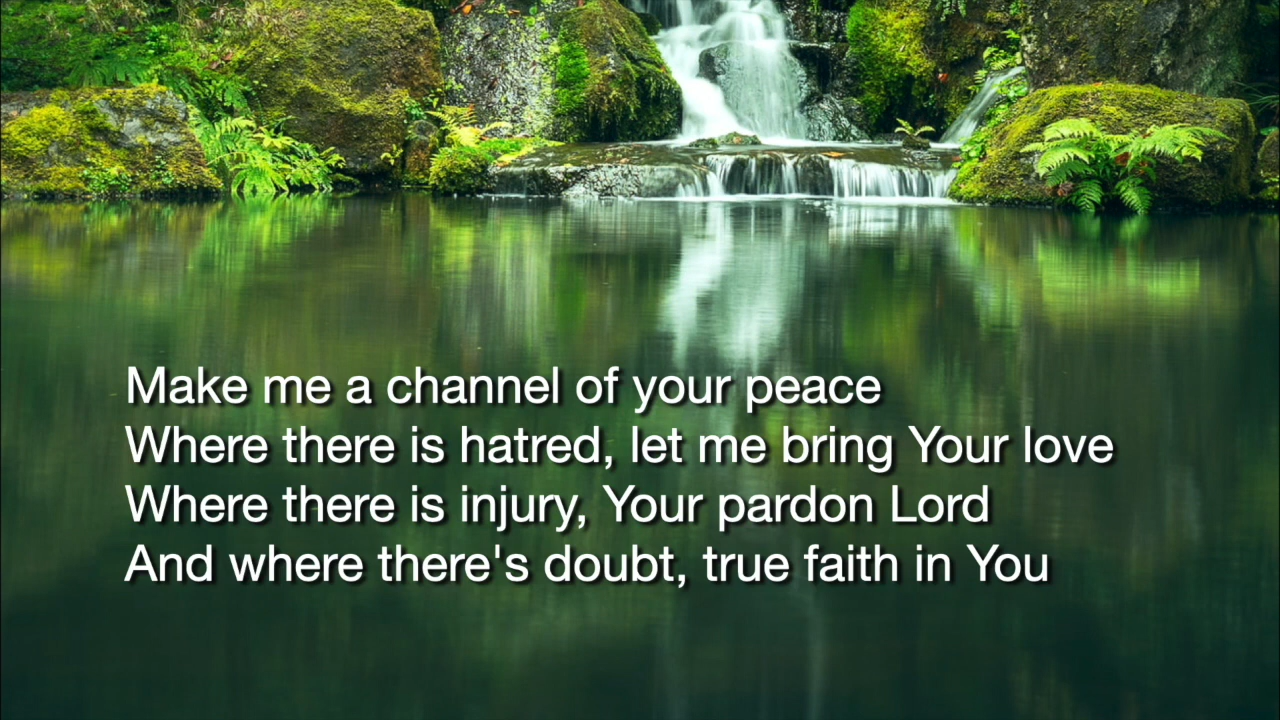 Make me a channel of your peace
Where there is hatred, let me bring Your love
Where there is injury, Your pardon Lord
And where there's doubt, true faith in You